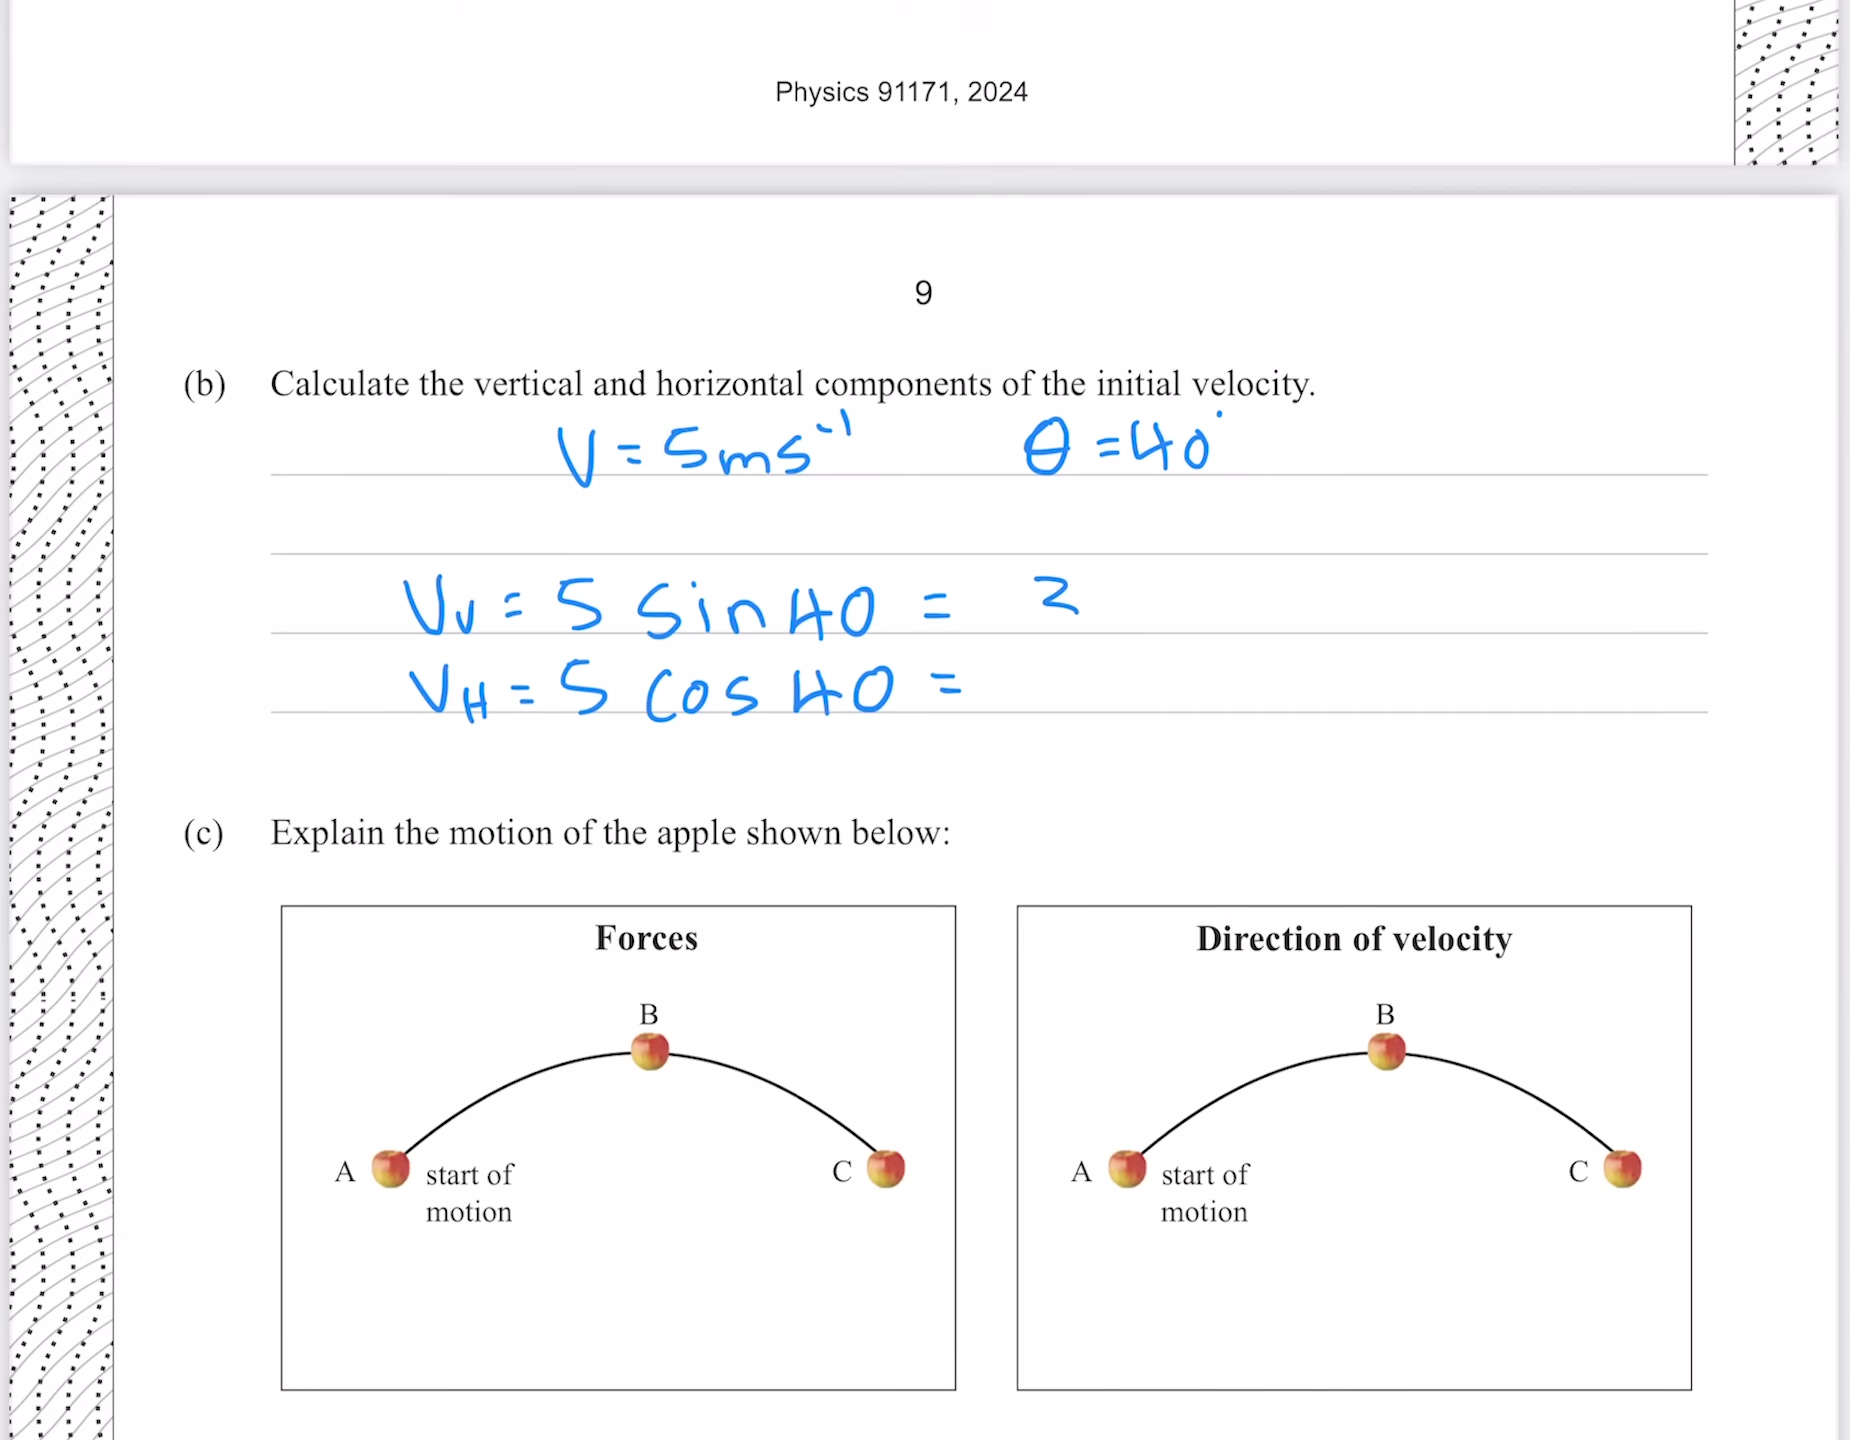 Physics 91171, 2024
9
(b) Calculate the vertical and horizontal components of the initial velocity.
V = 5ms⁻¹ θ = 40°
Vv = 5 sin 40 = 3
VH = 5 cos 40 =
(c) Explain the motion of the apple shown below:
Forces
B
A start of motion
C
Direction of velocity
B
A start of motion
C